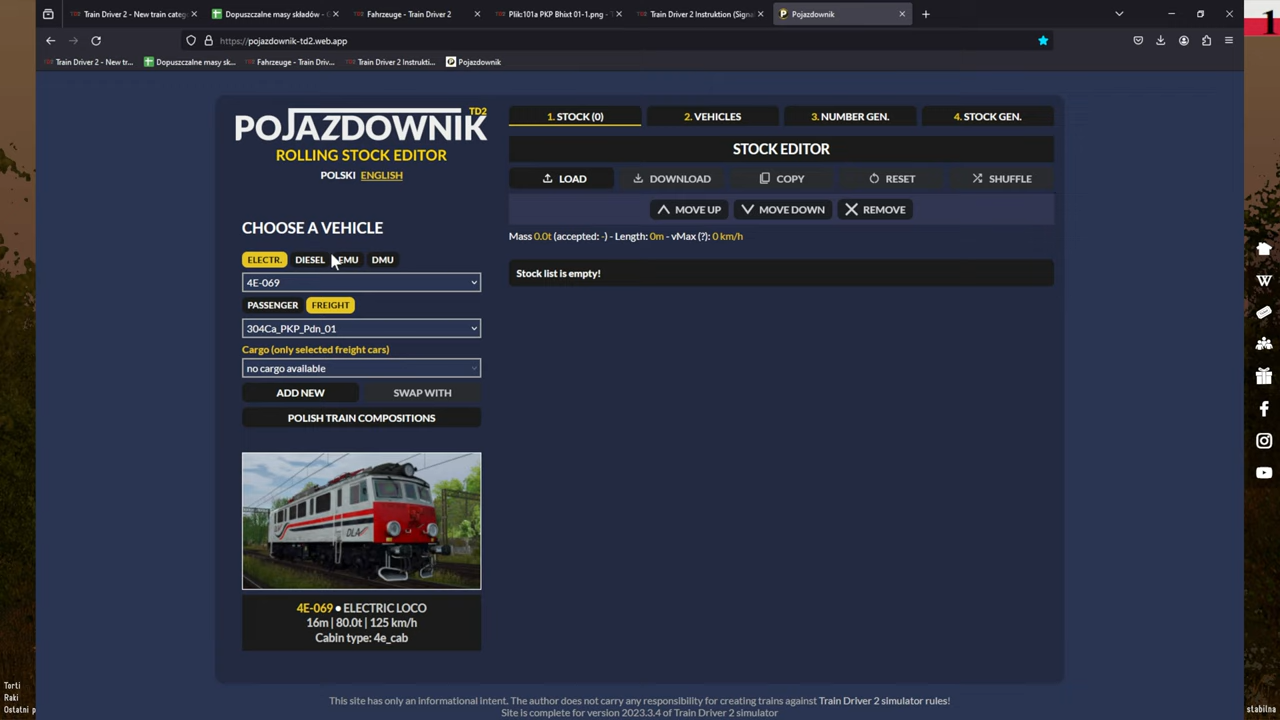 Train Driver 2 - New train categ
Dopuszczalne masy składów - G
Fahrzeuge - Train Driver 2
Plik:101a PKP Bhixt 01-1.png - T
Train Driver 2 Instruktion (Signa
Pojazdownik
https://pojazdownik-td2.web.app
Train Driver 2 - New tr...
Dopuszczalne masy sk...
Fahrzeuge - Train Driv...
Train Driver 2 Instrukti...
Pojazdownik
1
POJAZDOWNIK TD2
ROLLING STOCK EDITOR
POLSKI ENGLISH
CHOOSE A VEHICLE
ELECTR. DIESEL EMU DMU
4E-069
PASSENGER FREIGHT
304Ca_PKP_Pdn_01
Cargo (only selected freight cars)
no cargo available
ADD NEW SWAP WITH
POLISH TRAIN COMPOSITIONS
DLA
4E-069 • ELECTRIC LOCO
16m | 80.0t | 125 km/h
Cabin type: 4e_cab
1. STOCK (0) 2. VEHICLES 3. NUMBER GEN. 4. STOCK GEN.
STOCK EDITOR
LOAD DOWNLOAD COPY RESET SHUFFLE
MOVE UP MOVE DOWN REMOVE
Mass 0.0t (accepted: -) - Length: 0m - vMax (?): 0 km/h
Stock list is empty!
This site has only an informational intent. The author does not carry any responsibility for creating trains against Train Driver 2 simulator rules!
Site is complete for version 2023.3.4 of Train Driver 2 simulator
Torti
Raki
Ostatni p
stabilna